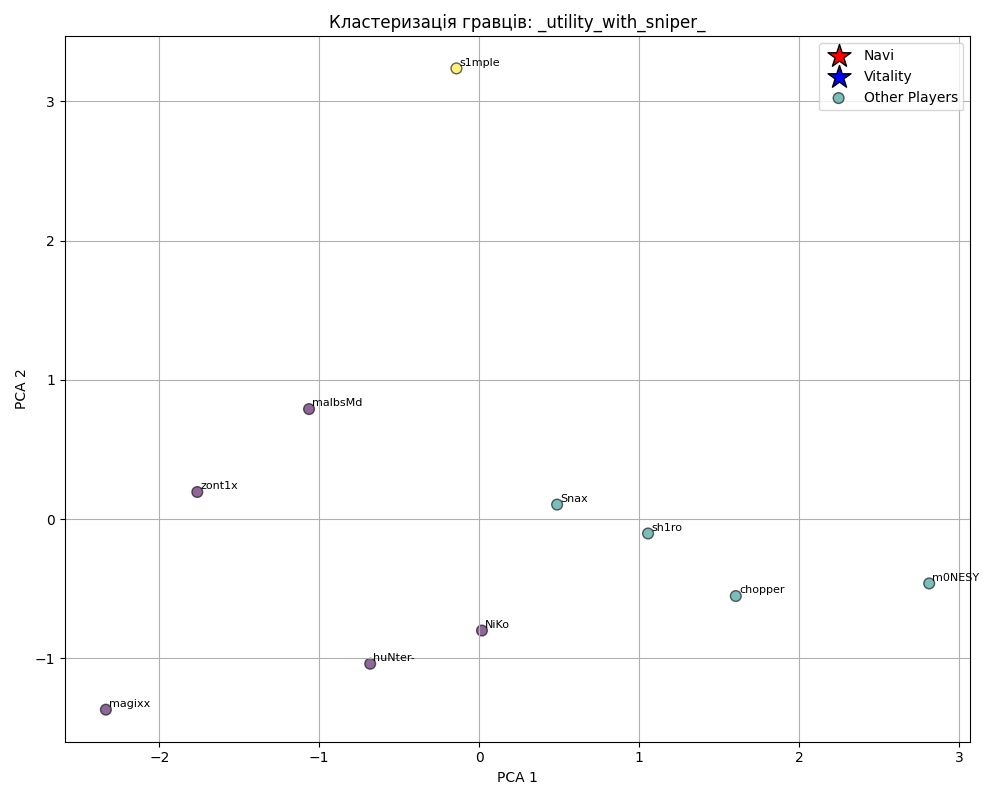 Кластеризація гравців: _utility_with_sniper_
Navi
Vitality
Other Players
s1mple
malbsMd
zont1x
Snax
sh1ro
m0NESY
chopper
NiKo
huNter-
magixx
3
2
1
0
−1
PCA 2
−2
−1
0
1
2
3
PCA 1